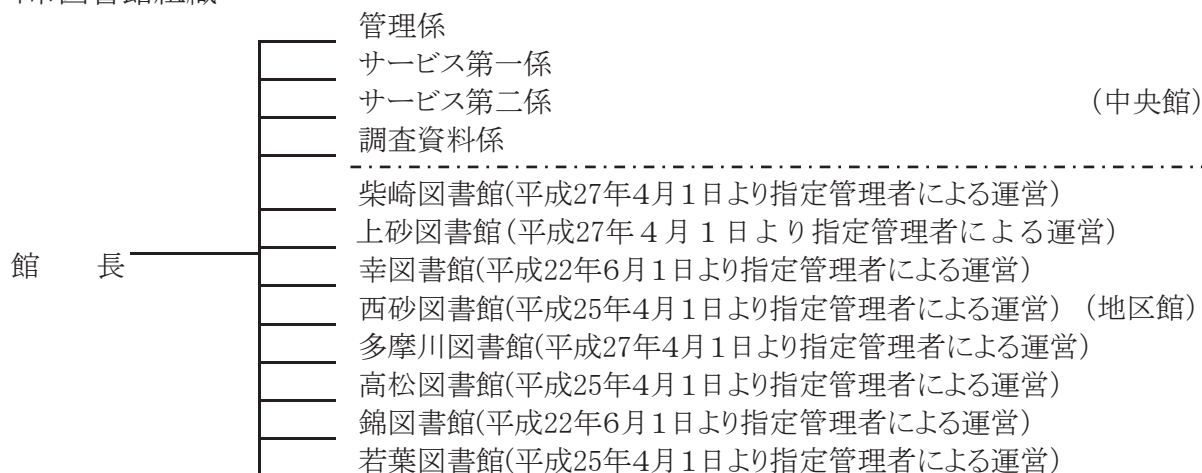 管理係
サービス第一係
サービス第二係 (中央館)
調査資料係
柴崎図書館(平成27年4月1日より指定管理者による運営)
上砂図書館(平成27年4月1日より指定管理者による運営)
館 長
幸図書館(平成22年6月1日より指定管理者による運営)
西砂図書館(平成25年4月1日より指定管理者による運営) (地区館)
多摩川図書館(平成27年4月1日より指定管理者による運営)
高松図書館(平成25年4月1日より指定管理者による運営)
錦図書館(平成22年6月1日より指定管理者による運営)
若葉図書館(平成25年4月1日より指定管理者による運営)